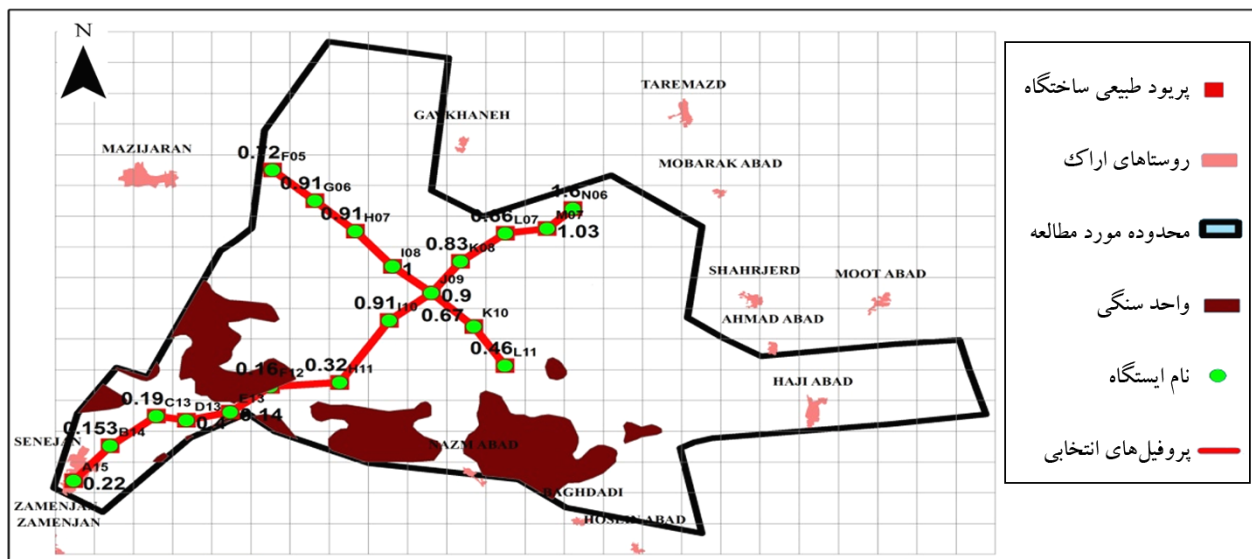 N
TAREMAZD
GAVKHANEH
MAZIJARAN
MOBARAK ABAD
0.72 F05
0.91 G06
1.6 N06
0.91 H07
L07
M07
1.03
I08
1
0.83 K08
J09
0.9
SHAHRJERD
MOOT ABAD
0.91 I10
0.67
K10
AHMAD ABAD
0.46 L11
0.32 H11
0.16 F12
HAJI ABAD
0.19 C13
D13
0.4
E13
0.14
0.153 B14
SENEJAN
NAZM ABAD
A15
0.22
BAGHDADI
ZAMENJAN
ZAMENJAN
HOSEIN ABAD
پریود طبیعی ساختگاه
روستاهای اراک
محدوده مورد مطالعه
واحد سنگی
نام ایستگاه
پروفیل‌های انتخابی